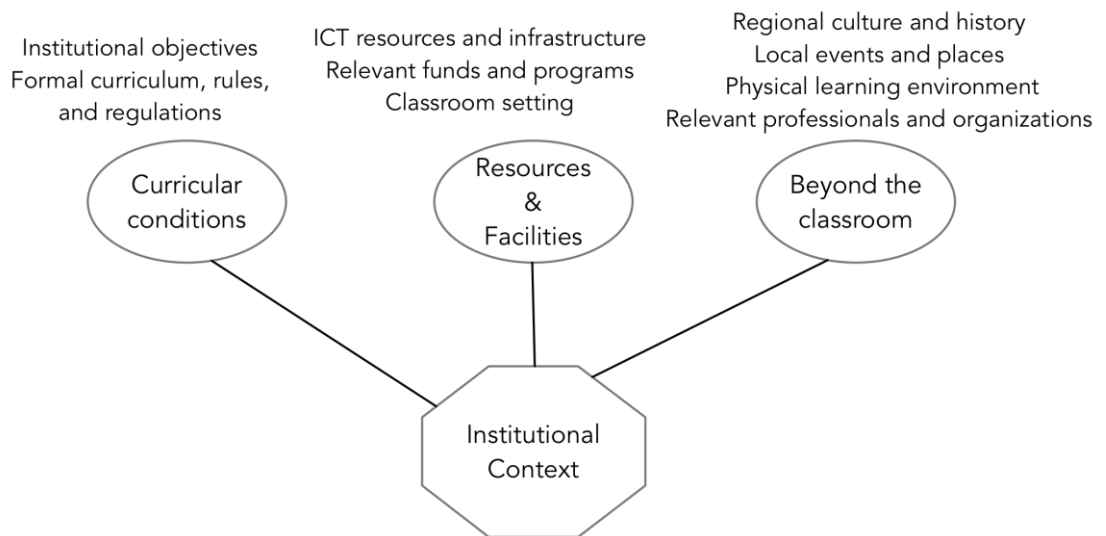 Institutional objectives
Formal curriculum, rules,
and regulations
ICT resources and infrastructure
Relevant funds and programs
Classroom setting
Regional culture and history
Local events and places
Physical learning environment
Relevant professionals and organizations
Curricular
conditions
Resources
&
Facilities
Beyond the
classroom
Institutional
Context